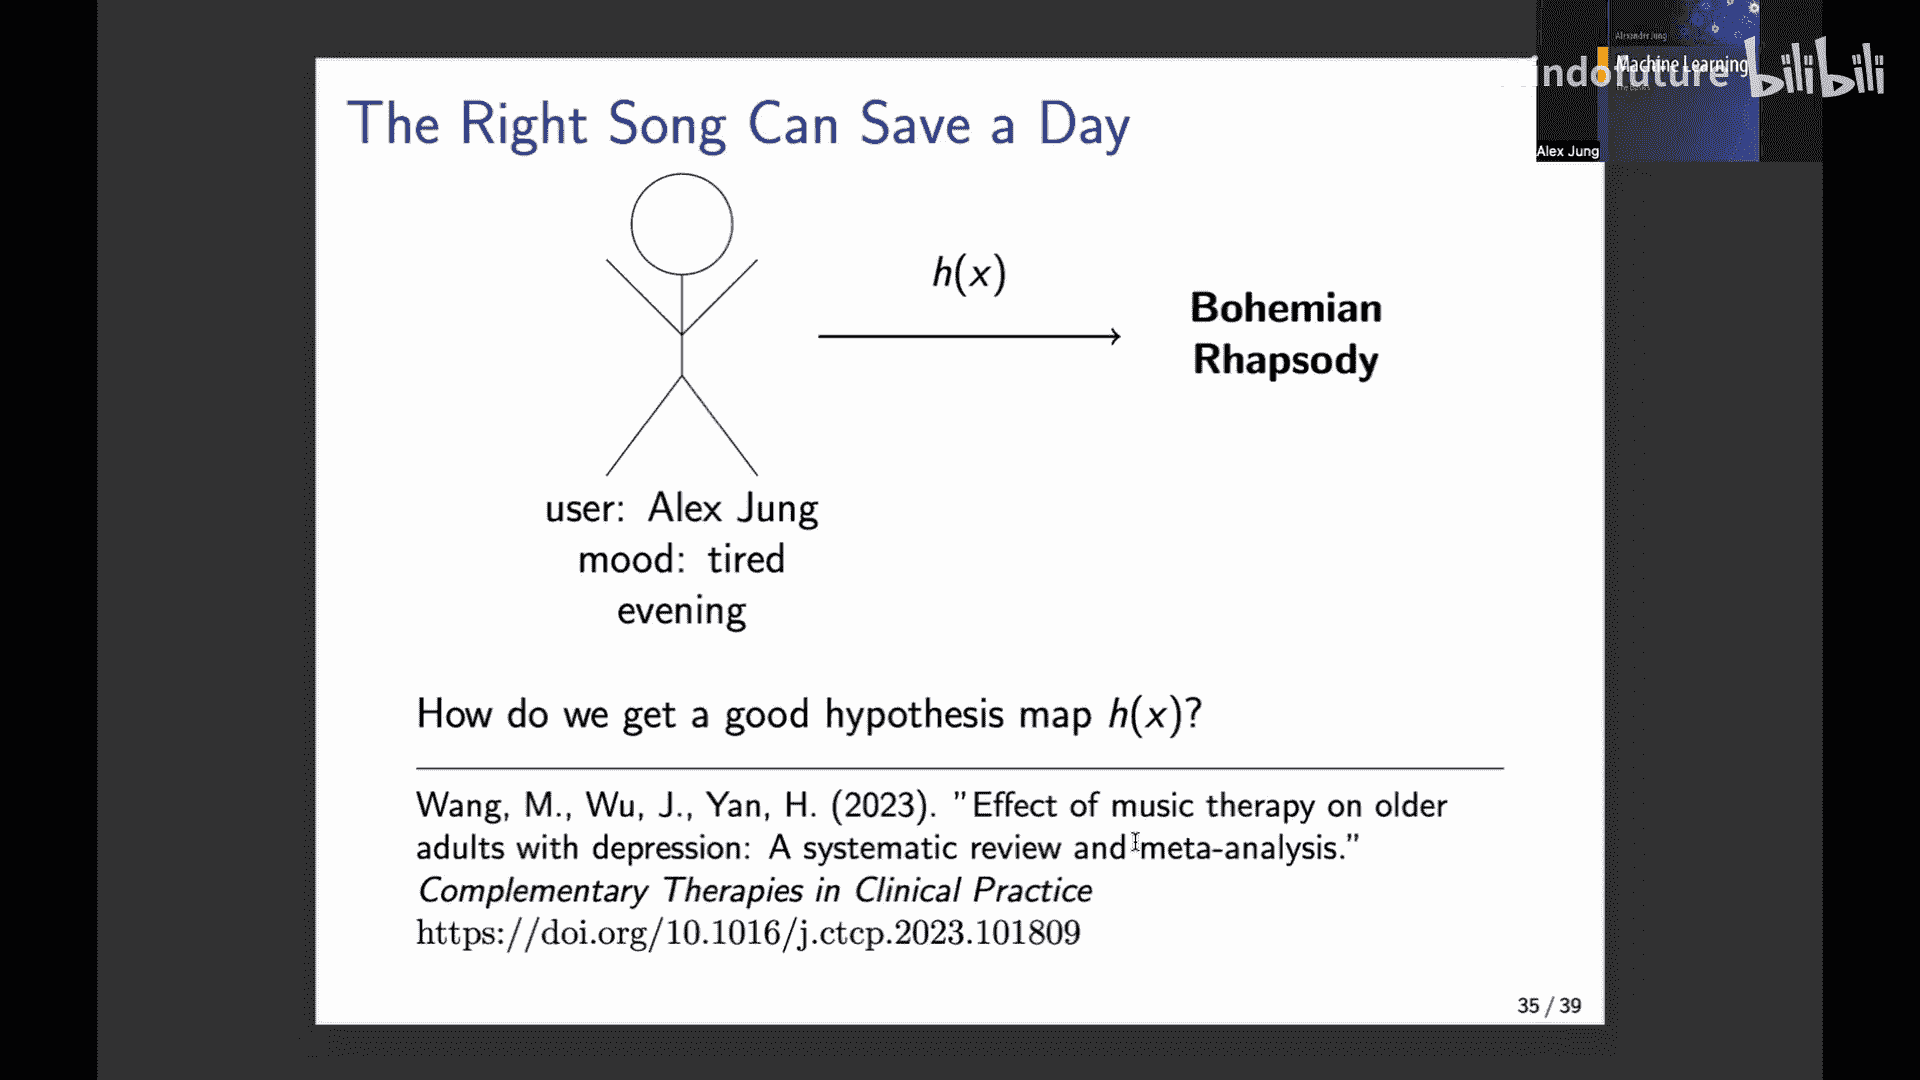 Alexander Jung
Machine Learning
indofuture bilibili
Alex Jung
The Right Song Can Save a Day
h(x)
Bohemian
Rhapsody
user: Alex Jung
mood: tired
evening
How do we get a good hypothesis map h(x)?
Wang, M., Wu, J., Yan, H. (2023). "Effect of music therapy on older
adults with depression: A systematic review and meta-analysis."
Complementary Therapies in Clinical Practice
https://doi.org/10.1016/j.ctcp.2023.101809
35 / 39